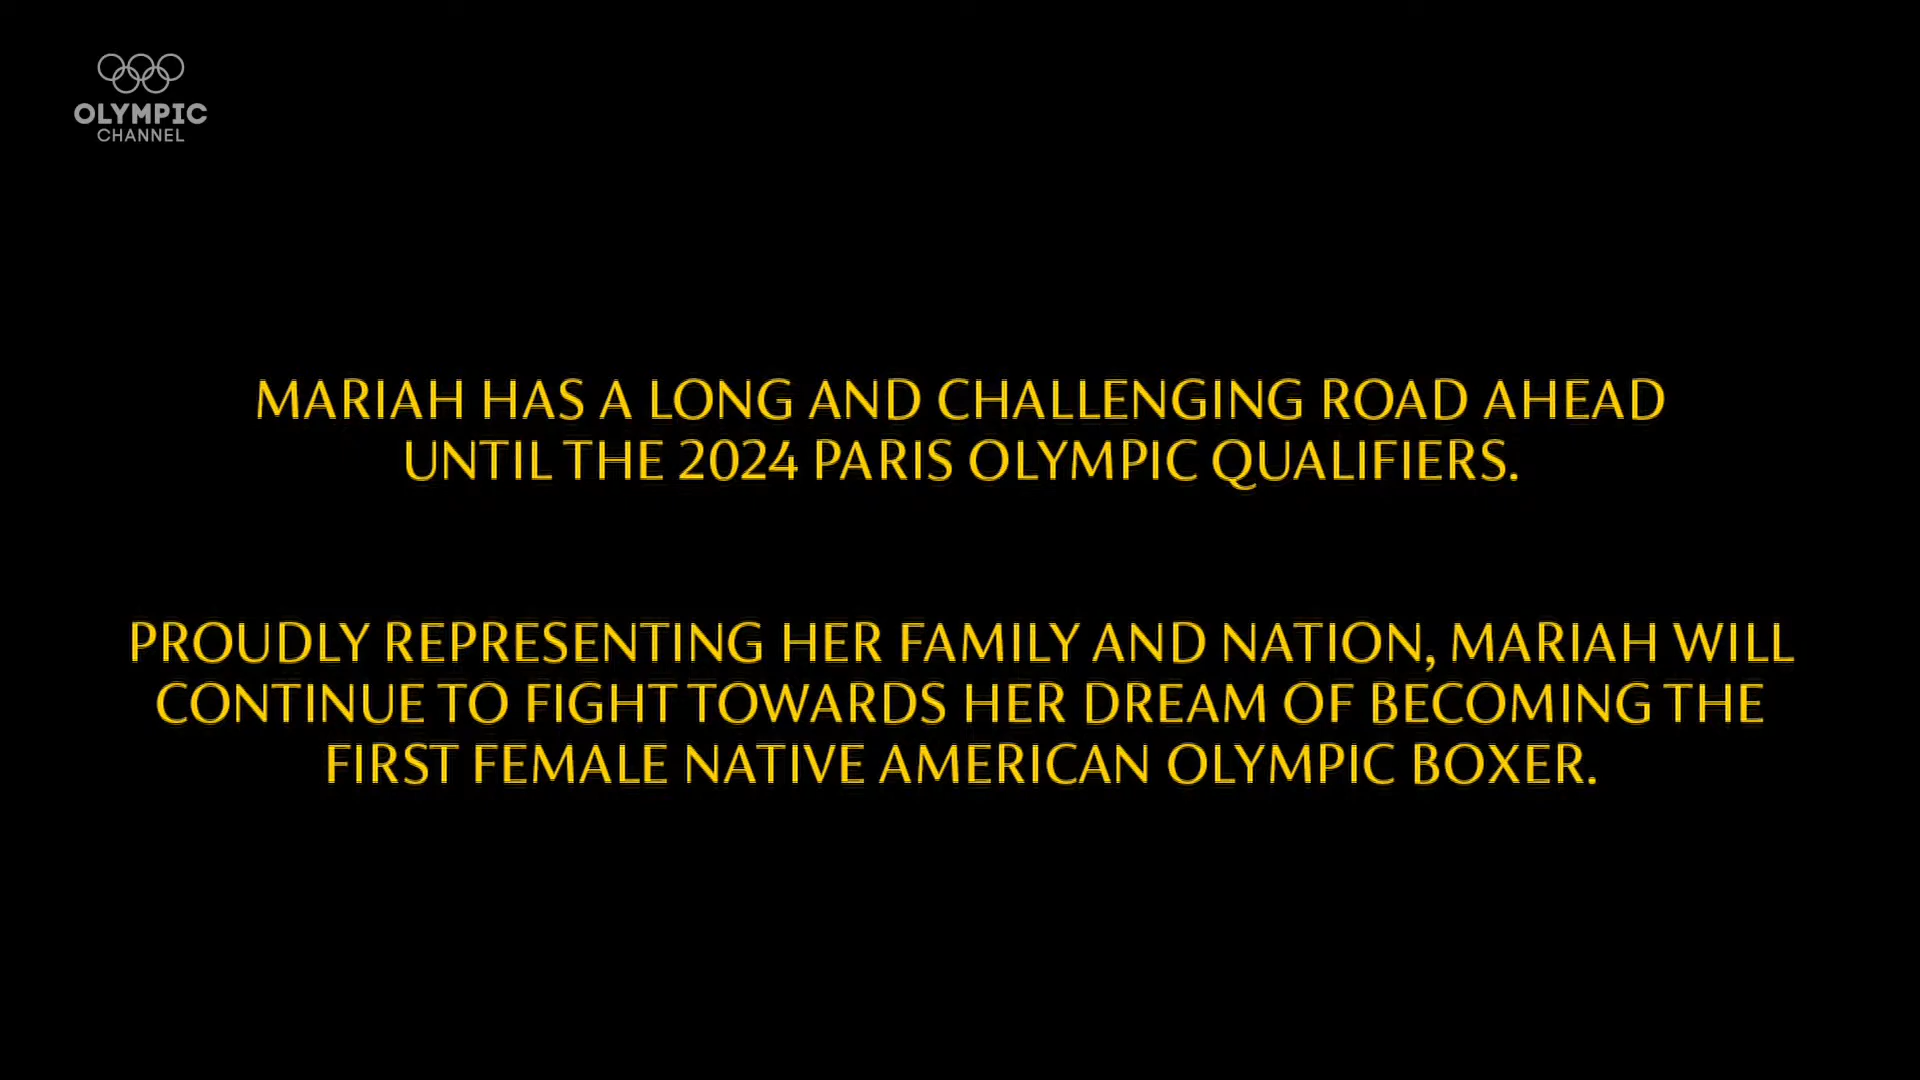 OLYMPIC
CHANNEL
MARIAH HAS A LONG AND CHALLENGING ROAD AHEAD
UNTIL THE 2024 PARIS OLYMPIC QUALIFIERS.
PROUDLY REPRESENTING HER FAMILY AND NATION, MARIAH WILL
CONTINUE TO FIGHT TOWARDS HER DREAM OF BECOMING THE
FIRST FEMALE NATIVE AMERICAN OLYMPIC BOXER.